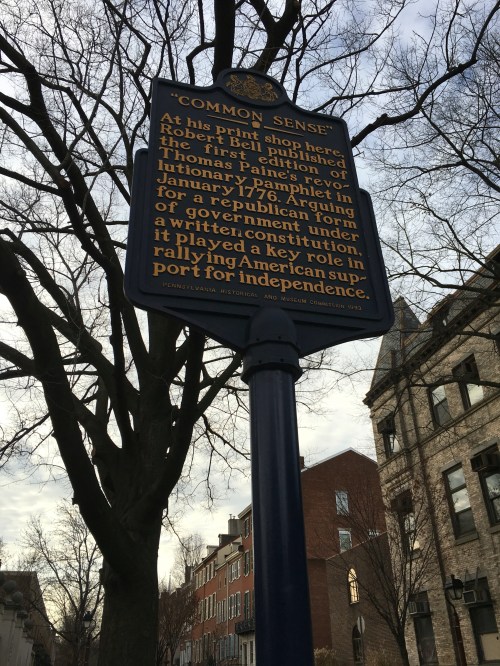 "COMMON SENSE"
At his print shop here,
Robert Bell published
the first edition of
Thomas Paine's revo-
lutionary pamphlet in
January 1776. Arguing
for a republican form
of government under
a written constitution,
it played a key role in
rallying American sup-
port for independence.
PENNSYLVANIA HISTORICAL AND MUSEUM COMMISSION 1993